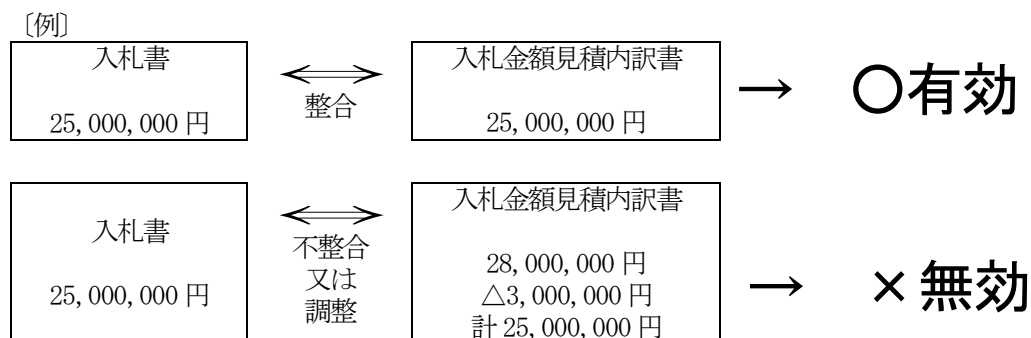 〔例〕
入札書
25,000,000 円
整合
入札金額見積内訳書
25,000,000 円
→
○有効
入札書
25,000,000 円
不整合
又は
調整
入札金額見積内訳書
28,000,000 円
△3,000,000 円
計 25,000,000 円
→
×無効